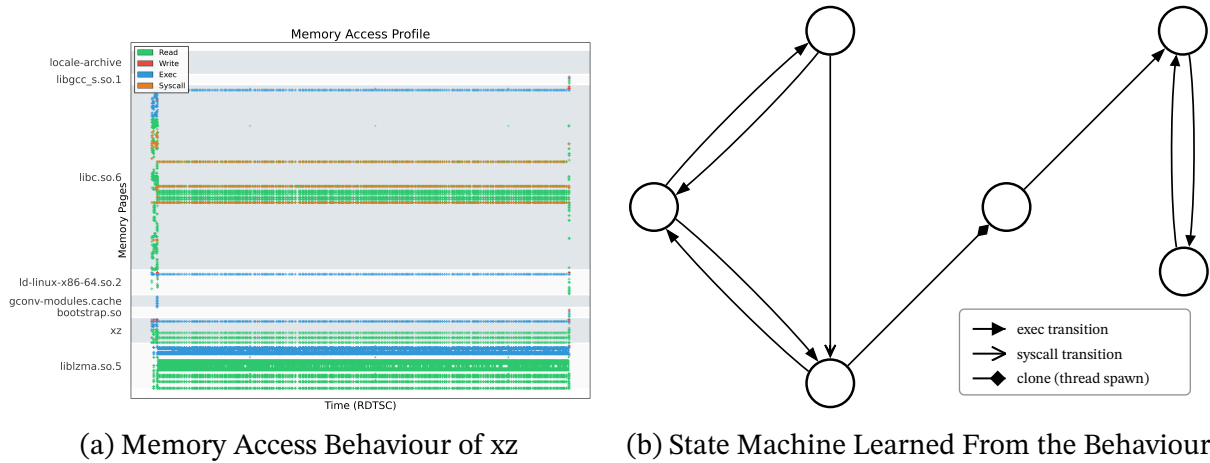 Memory Access Profile
Read
Write
Exec
Syscall
locale-archive
libgcc_s.so.1
libc.so.6
Memory Pages
ld-linux-x86-64.so.2
gconv-modules.cache
bootstrap.so
xz
liblzma.so.5
Time (RDTSC)
(a) Memory Access Behaviour of xz
exec transition
syscall transition
clone (thread spawn)
(b) State Machine Learned From the Behaviour